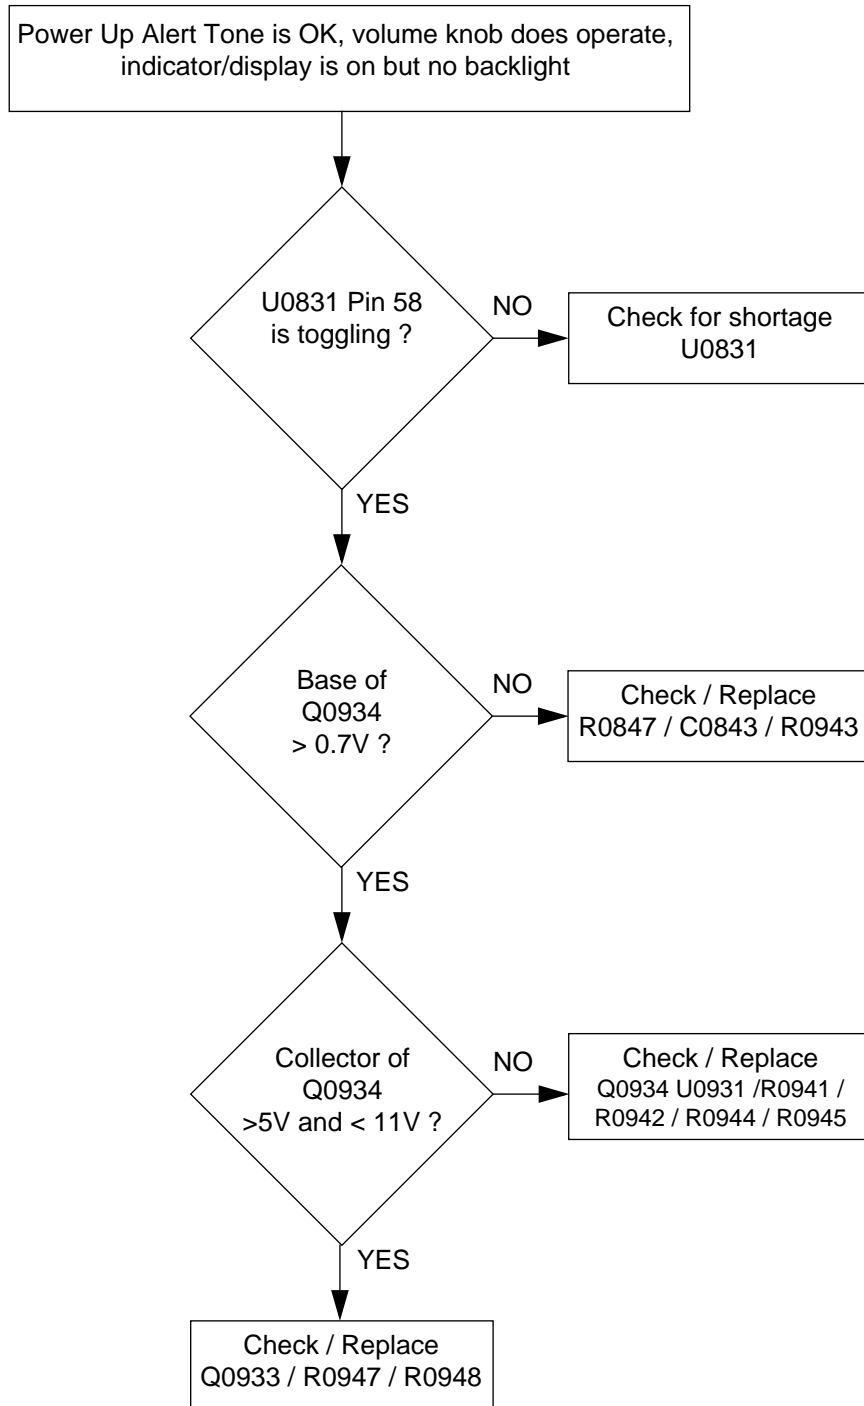 Power Up Alert Tone is OK, volume knob does operate,
indicator/display is on but no backlight
U0831 Pin 58
is toggling ?
NO
Check for shortage
U0831
YES
Base of
Q0934
> 0.7V ?
NO
Check / Replace
R0847 / C0843 / R0943
YES
Collector of
Q0934
>5V and < 11V ?
NO
Check / Replace
Q0934 U0931 /R0941 /
R0942 / R0944 / R0945
YES
Check / Replace
Q0933 / R0947 / R0948